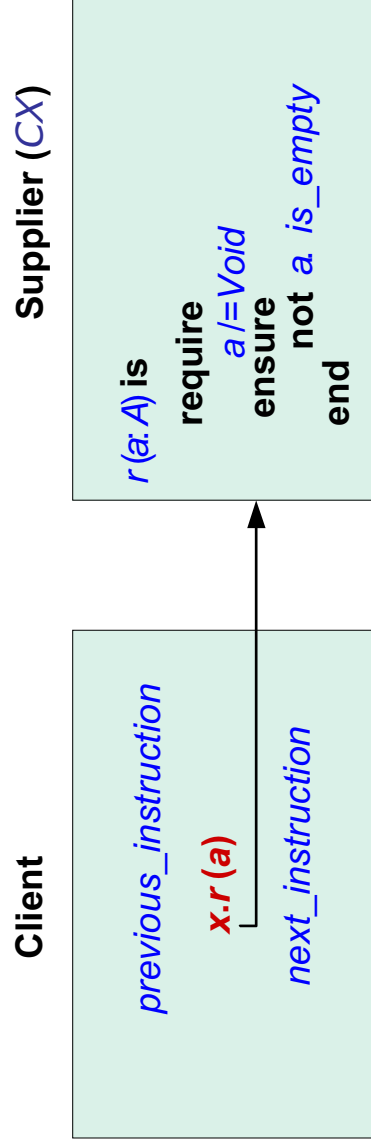 Client
previous_instruction
x.r (a)
next_instruction
Supplier (CX)
r (a: A) is
require
a /= Void
ensure
not a. is_empty
end